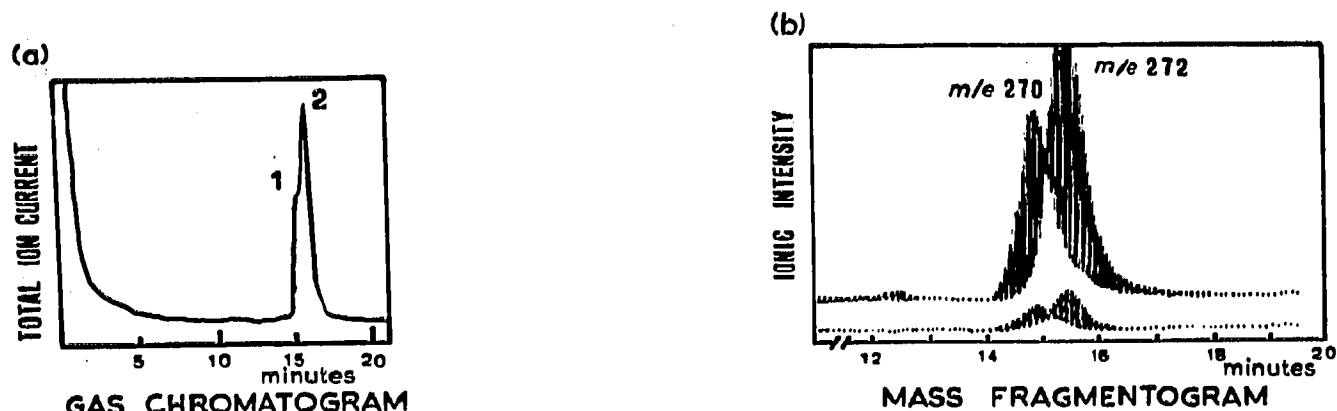 (a)
TOTAL ION CURRENT
1
2
5 10 15 20
minutes
GAS CHROMATOGRAM
(b)
IONIC INTENSITY
m/e 270
m/e 272
12 14 16 18 20
minutes
MASS FRAGMENTOGRAM